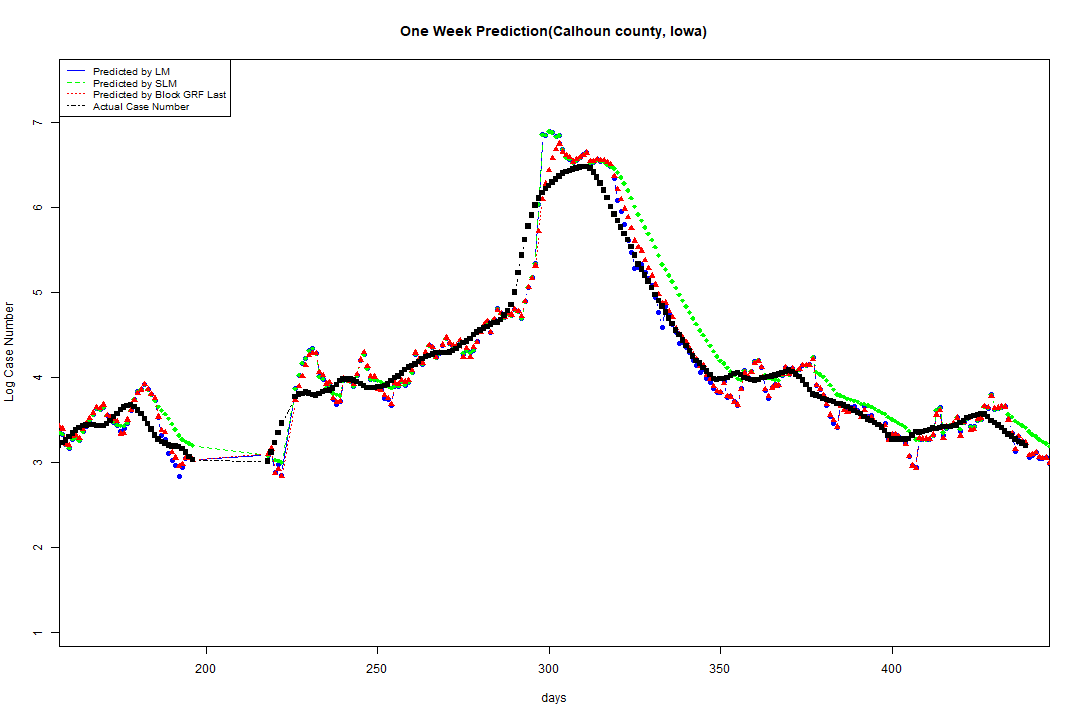 One Week Prediction(Calhoun county, Iowa)
Predicted by LM
Predicted by SLM
Predicted by Block GRF Last
Actual Case Number
7
6
5
4
3
2
1
Log Case Number
200 250 300 350 400
days